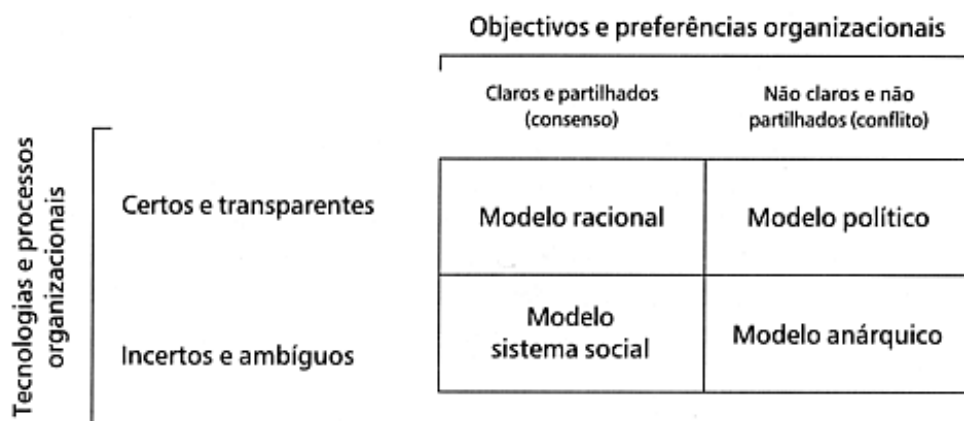 Objectivos e preferências organizacionais
Claros e partilhados
(consenso)
Não claros e não
partilhados (conflito)
Tecnologias e processos
organizacionais
Certos e transparentes
Modelo racional
Modelo político
Incertos e ambíguos
Modelo
sistema social
Modelo anárquico